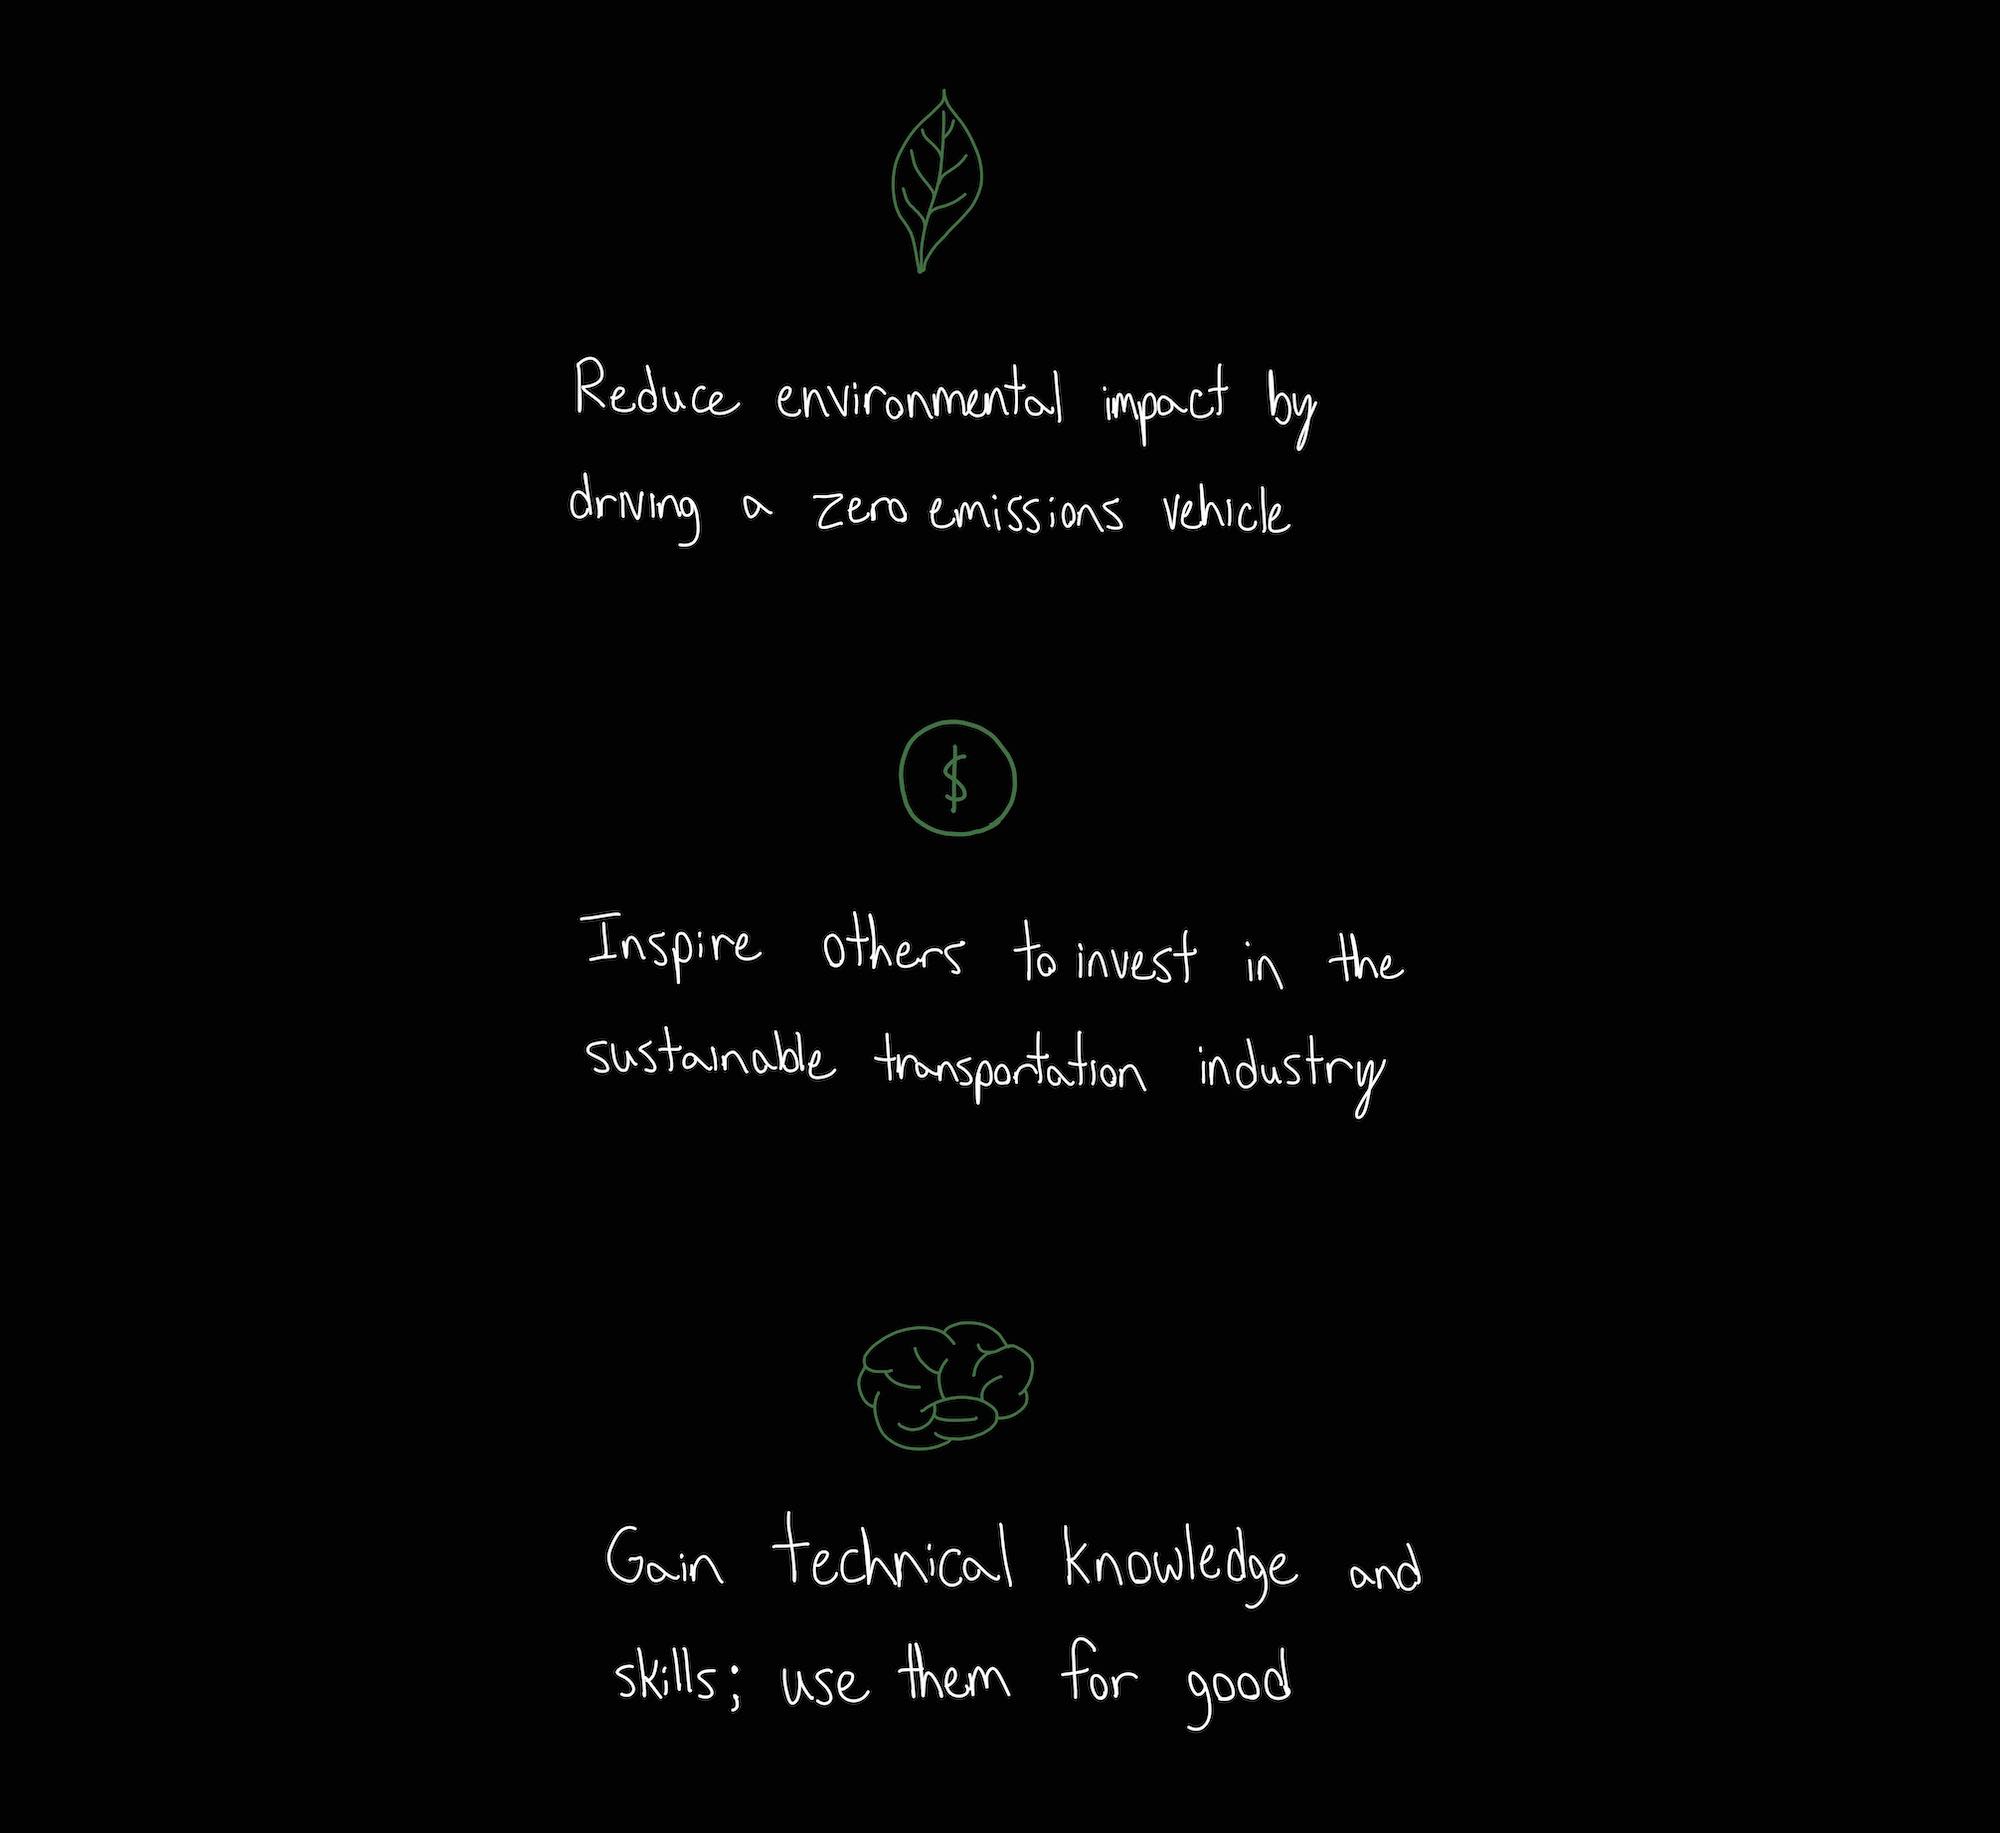 Reduce environmental impact by
driving a zero emissions vehicle
$
Inspire others to invest in the
sustainable transportation industry
Gain technical knowledge and
skills; use them for good